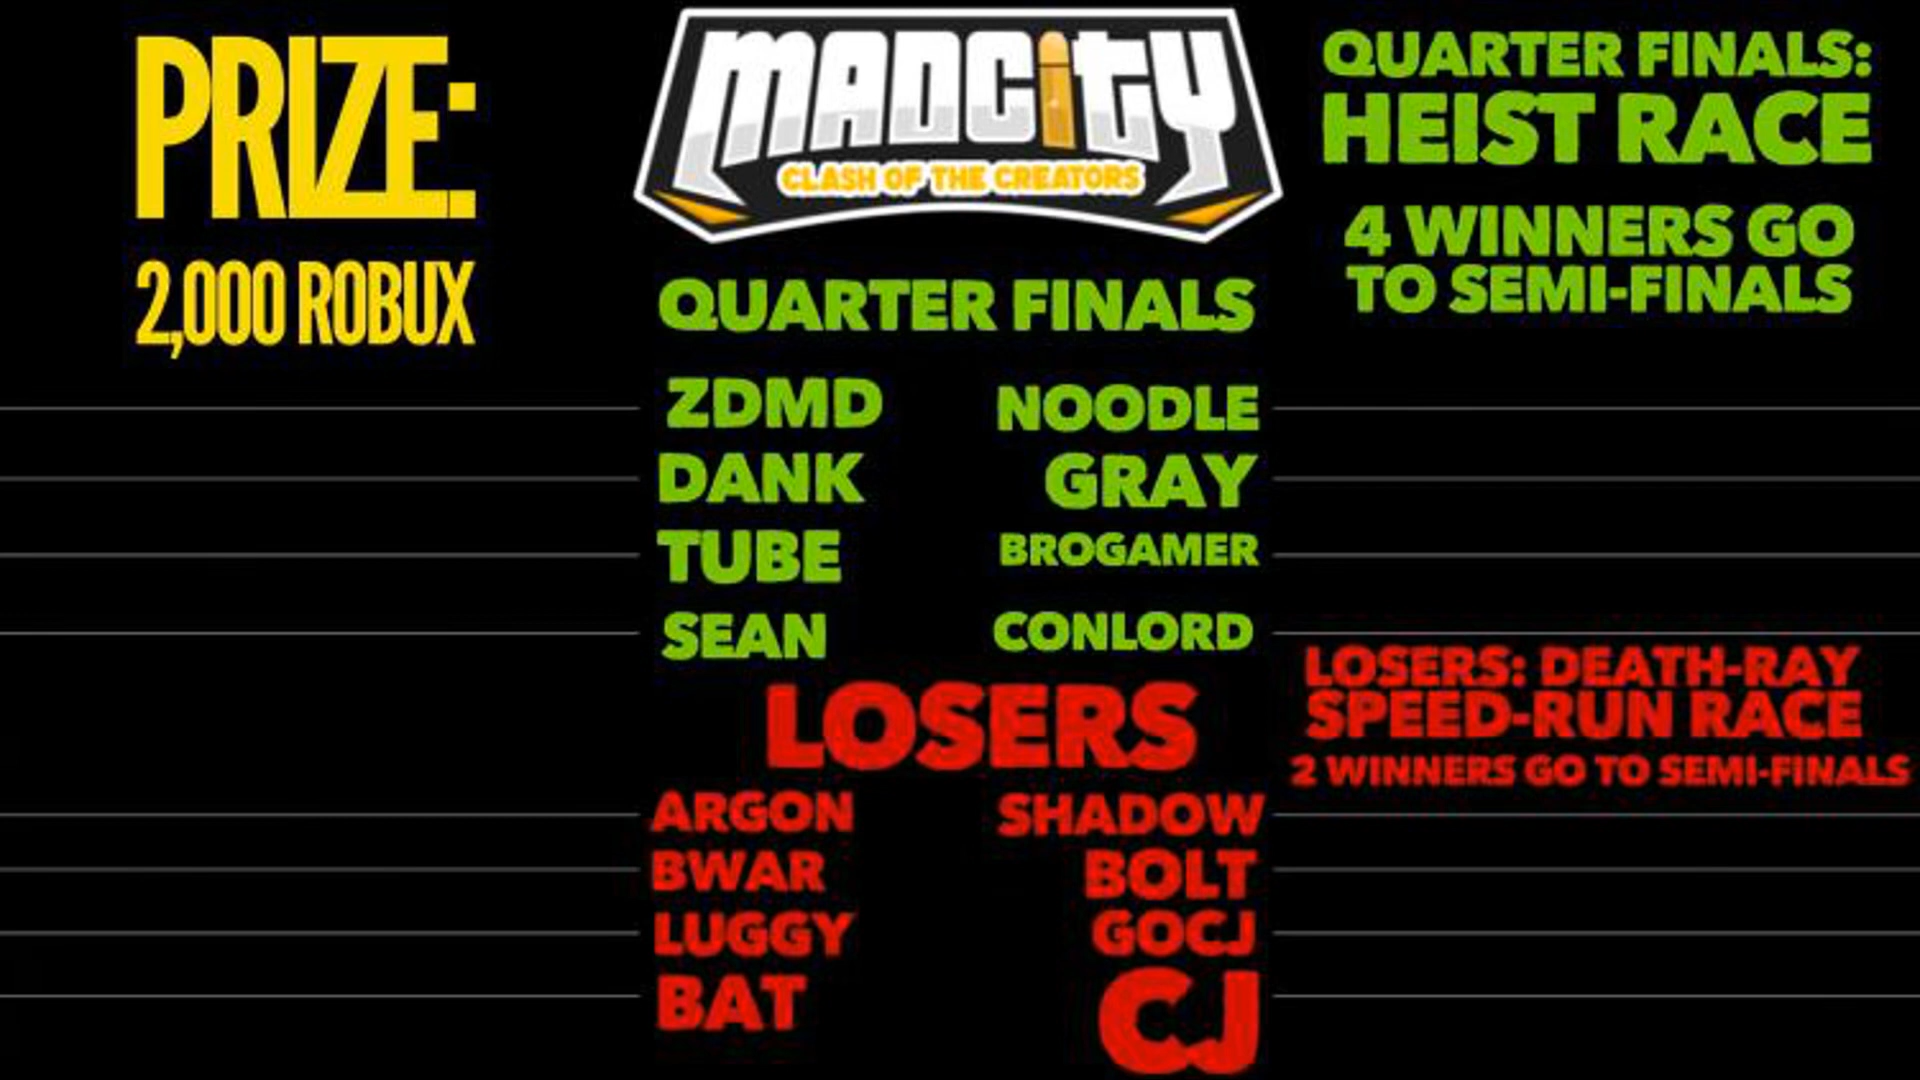 PRIZE:
2,000 ROBUX
MADCITY
CLASH OF THE CREATORS
QUARTER FINALS:
HEIST RACE
4 WINNERS GO
TO SEMI-FINALS
QUARTER FINALS
ZDMD
NOODLE
DANK
GRAY
TUBE
BROGAMER
SEAN
CONLORD
LOSERS
LOSERS: DEATH-RAY
SPEED-RUN RACE
2 WINNERS GO TO SEMI-FINALS
ARGON
SHADOW
BWAR
BOLT
LUGGY
GOCJ
BAT
CJ